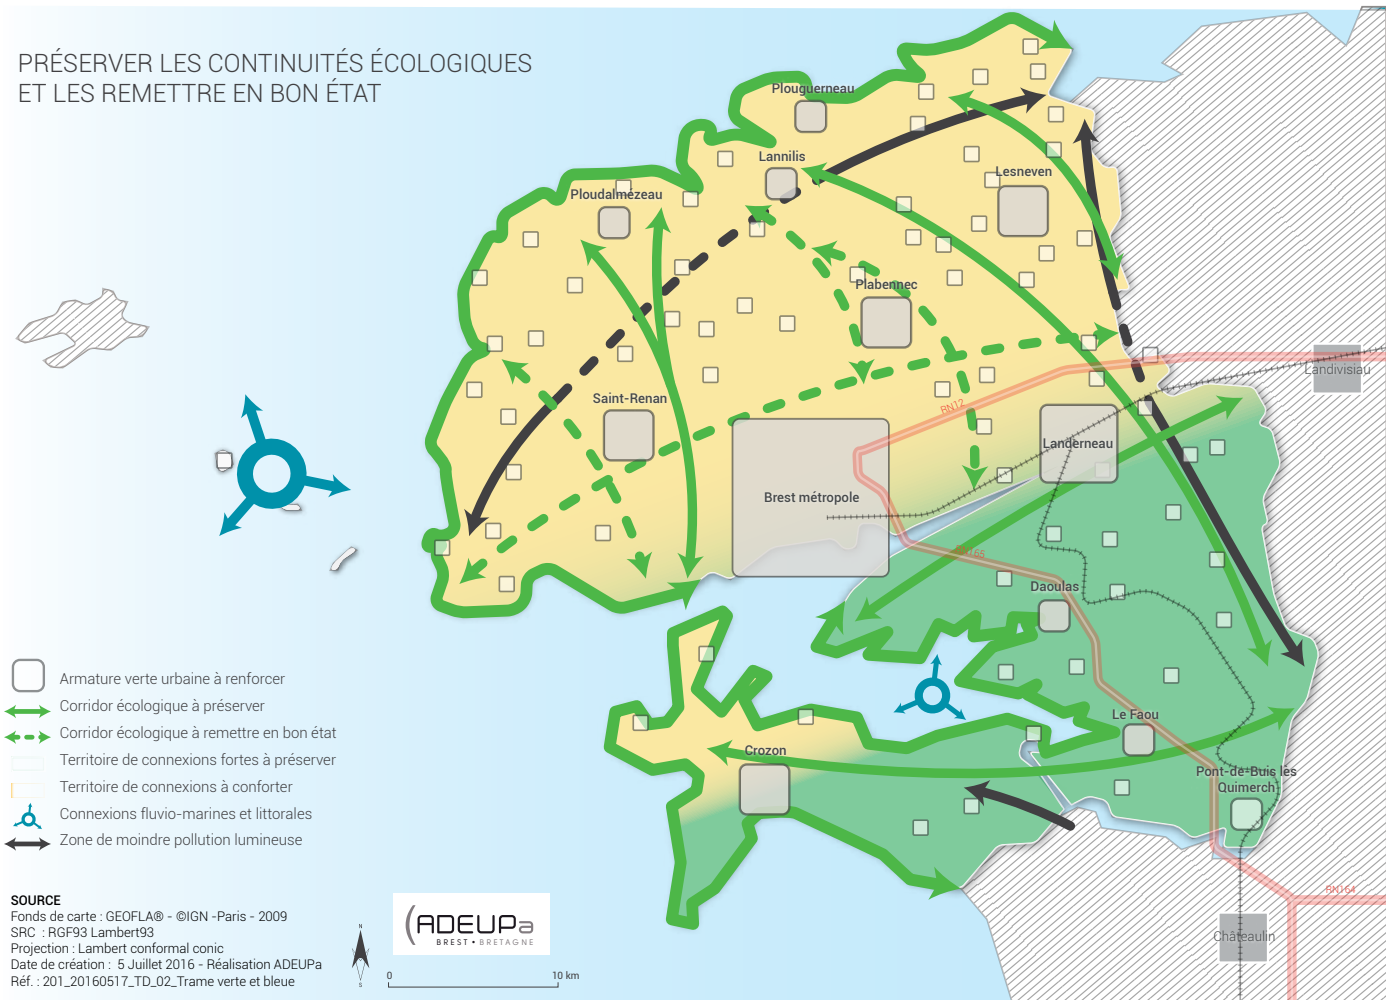 PRÉSERVER LES CONTINUITÉS ÉCOLOGIQUES
ET LES REMETTRE EN BON ÉTAT
Plouguerneau
Lannilis
Lesneven
Ploudalmézeau
Plabennec
Landivisiau
Saint-Renan
RN12
Landerneau
Brest métropole
RN165
Daoulas
Le Faou
Crozon
Pont-de-Buis lès
Quimerch
RN164
Châteaulin
Armature verte urbaine à renforcer
Corridor écologique à préserver
Corridor écologique à remettre en bon état
Territoire de connexions fortes à préserver
Territoire de connexions à conforter
Connexions fluvio-marines et littorales
Zone de moindre pollution lumineuse
SOURCE
Fonds de carte : GEOFLA® - ©IGN -Paris - 2009
SRC : RGF93 Lambert93
Projection : Lambert conformal conic
Date de création : 5 Juillet 2016 - Réalisation ADEUPa
Réf. : 201_20160517_TD_02_Trame verte et bleue
N
S
ADEUPa
BREST • BRETAGNE
0 10 km